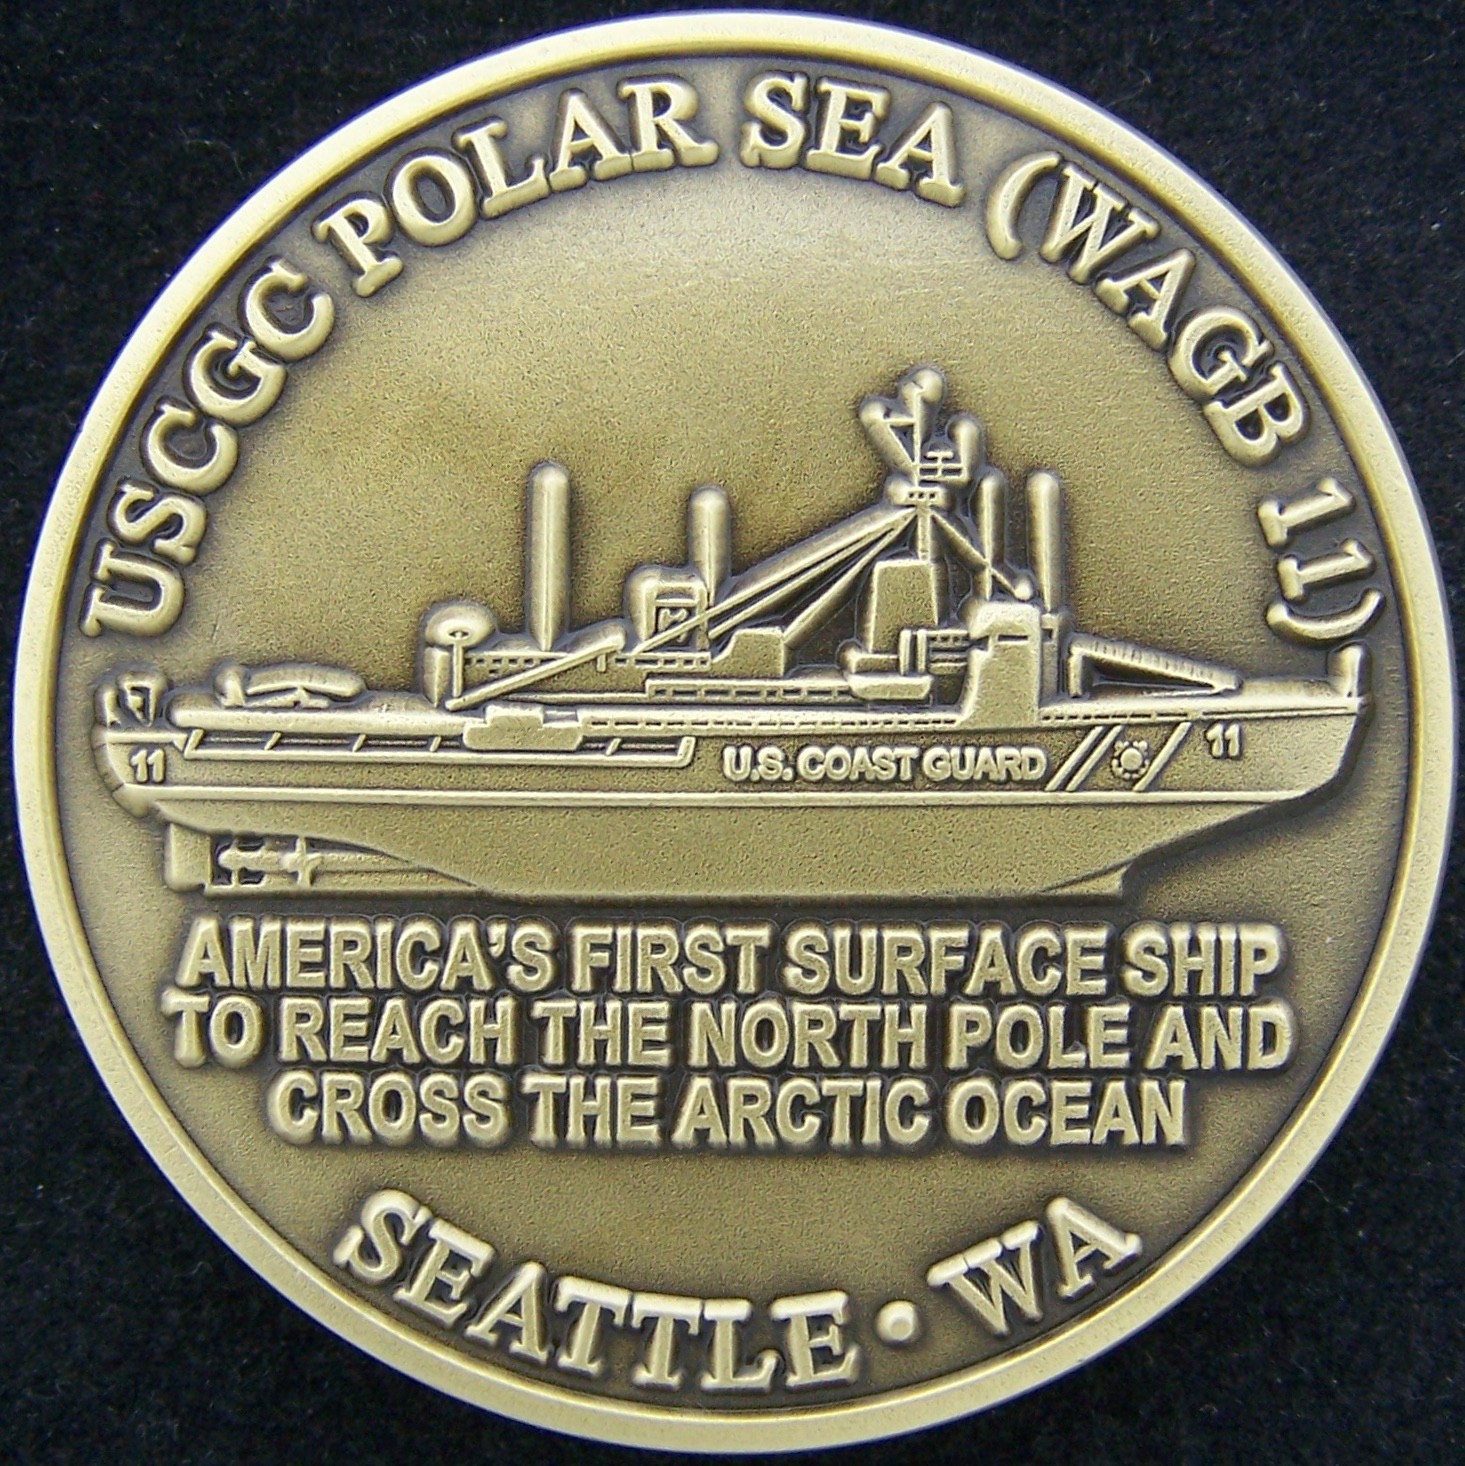 USCGC POLAR SEA (WAGB 11)
11
U.S. COAST GUARD
11
AMERICA'S FIRST SURFACE SHIP
TO REACH THE NORTH POLE AND
CROSS THE ARCTIC OCEAN
SEATTLE • WA